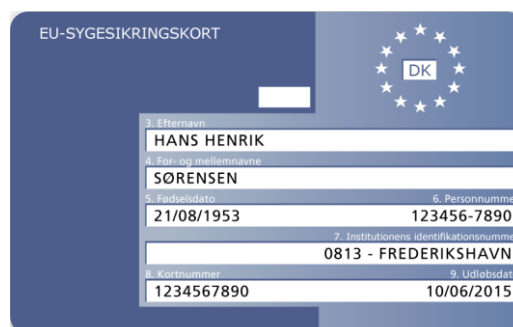 EU-SYGESIKRINGSKORT
DK
3. Efternavn
HANS HENRIK
4. For- og mellemnavne
SØRENSEN
5. Fødselsdato 6. Personnumme
21/08/1953 123456-7890
7. Institutionens identifikationsnumme
0813 - FREDERIKSHAVN
8. Kortnummer 9. Udløbsdat
1234567890 10/06/2015